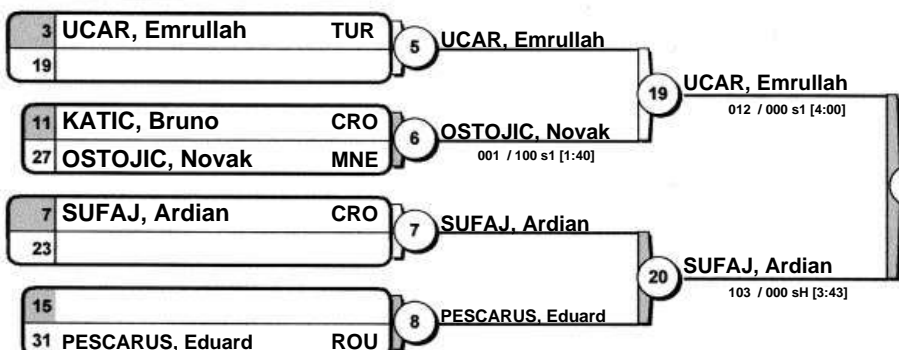 3 UCAR, Emrullah TUR
19
5
UCAR, Emrullah
11 KATIC, Bruno CRO
27 OSTOJIC, Novak MNE
6
OSTOJIC, Novak
001 / 100 s1 [1:40]
19
UCAR, Emrullah
012 / 000 s1 [4:00]
7 SUFAJ, Ardian CRO
23
7
SUFAJ, Ardian
15
31 PESCARUS, Eduard ROU
8
PESCARUS, Eduard
20
SUFAJ, Ardian
103 / 000 sH [3:43]